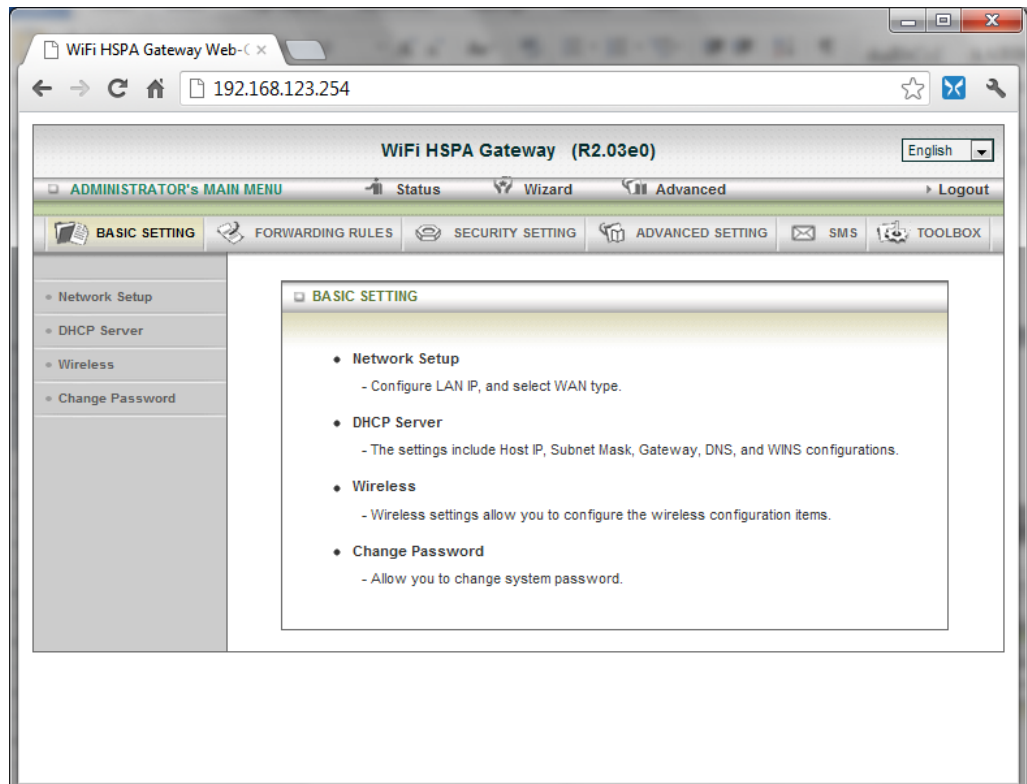 WiFi HSPA Gateway Web-C
192.168.123.254
WiFi HSPA Gateway (R2.03e0)
English
ADMINISTRATOR's MAIN MENU Status Wizard Advanced Logout
BASIC SETTING FORWARDING RULES SECURITY SETTING ADVANCED SETTING SMS TOOLBOX
Network Setup
DHCP Server
Wireless
Change Password
BASIC SETTING
Network Setup
- Configure LAN IP, and select WAN type.
DHCP Server
- The settings include Host IP, Subnet Mask, Gateway, DNS, and WINS configurations.
Wireless
- Wireless settings allow you to configure the wireless configuration items.
Change Password
- Allow you to change system password.